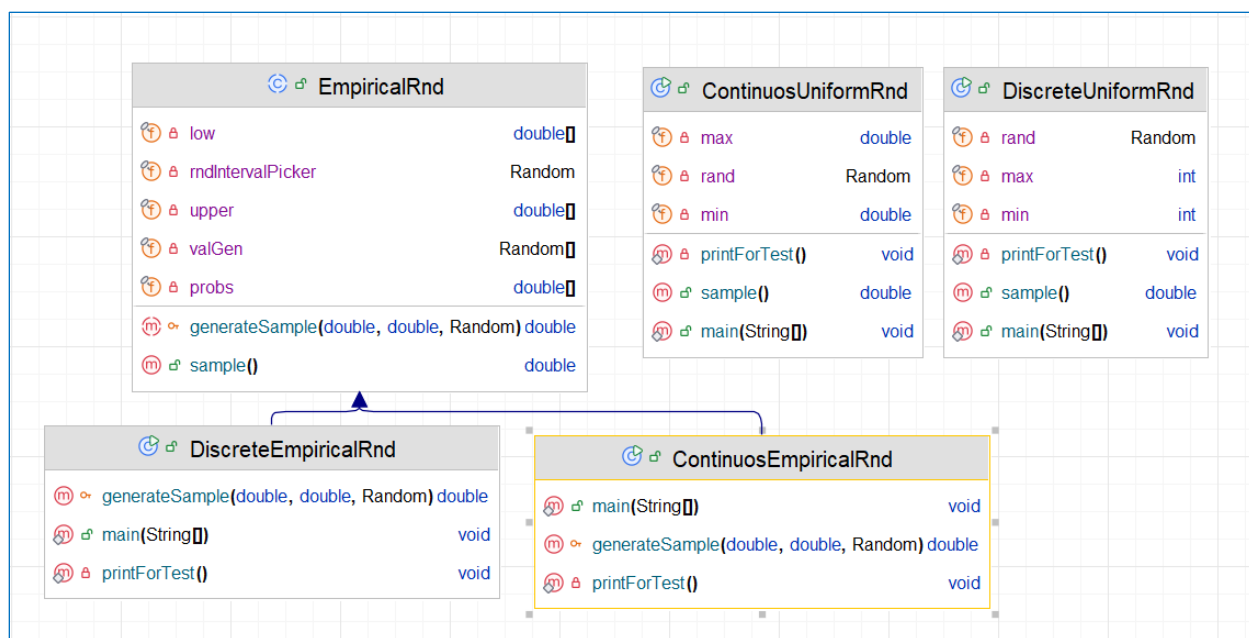 EmpiricalRnd
low double[]
rndIntervalPicker Random
upper double[]
valGen Random[]
probs double[]
generateSample(double, double, Random) double
sample() double
ContinuosUniformRnd
max double
rand Random
min double
printForTest() void
sample() double
main(String[]) void
DiscreteUniformRnd
rand Random
max int
min int
printForTest() void
sample() double
main(String[]) void
DiscreteEmpiricalRnd
generateSample(double, double, Random) double
main(String[]) void
printForTest() void
ContinuosEmpiricalRnd
main(String[]) void
generateSample(double, double, Random) double
printForTest() void